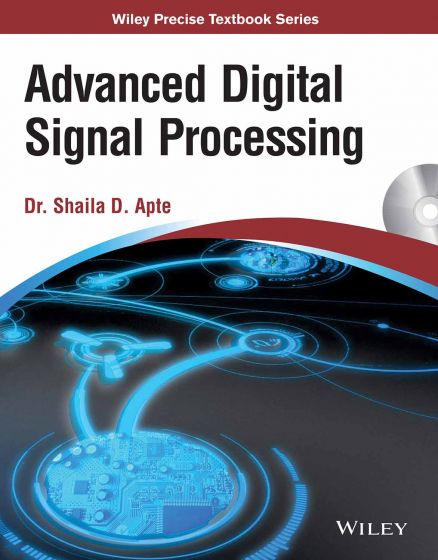 Wiley Precise Textbook Series
Advanced Digital
Signal Processing
Dr. Shaila D. Apte
WILEY